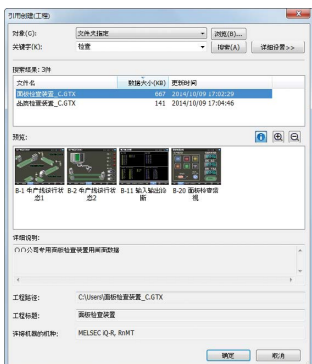 引用创建(工程)
对象(G): 文件夹指定 浏览(B)...
关键字(K): 检查 搜索(A) 详细设置>>
搜索结果: 3件
文件名 数据大小(KB) 更新时间
面板检查装置_C.GTX 667 2014/10/09 17:02:29
品质检查装置_C.GTX 141 2014/10/09 17:04:46
预览:
B-1 生产线运行状态1 B-2 生产线运行状态2 B-11 输入输出诊断 B-20 面板检查监视
详细说明:
〇〇公司专用面板检查装置用画面数据
工程路径: C:\Users\面板检查装置_C.GTX
工程标题: 面板检查装置
连接机器的机种: MELSEC iQ-R, RnMT
确定 取消